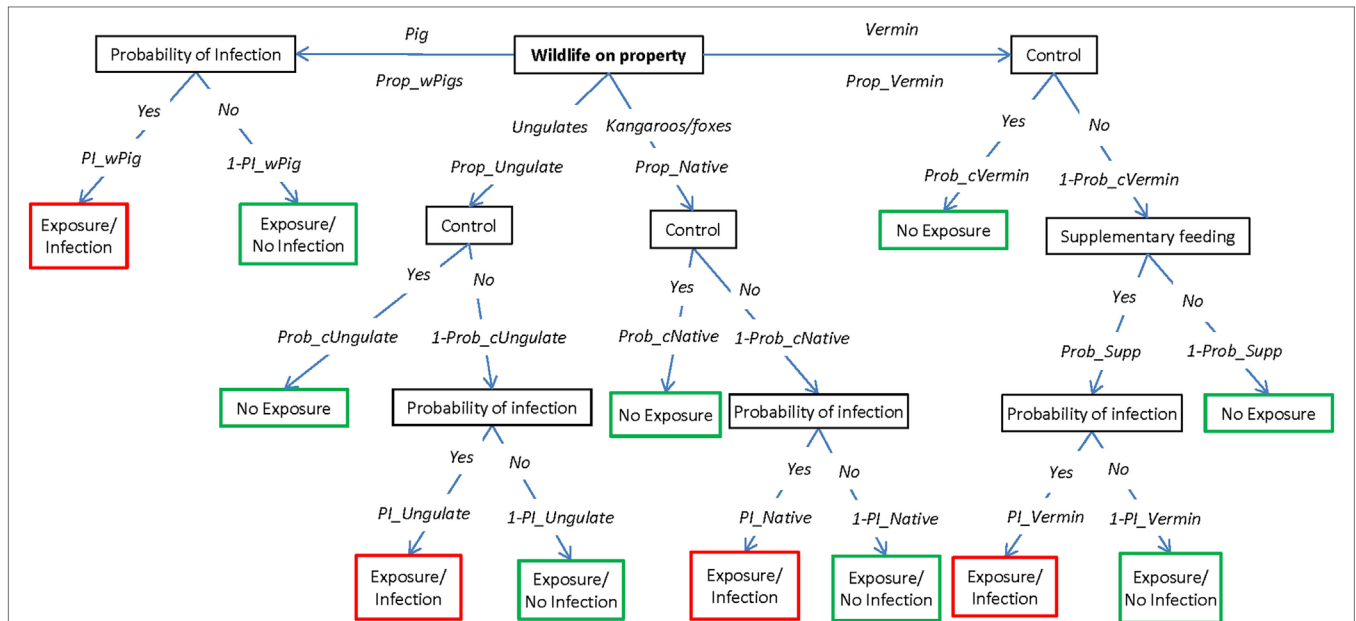 Pig
Vermin
Probability of Infection
Wildlife on property
Control
Prop_wPigs
Prop_Vermin
Yes
No
Ungulates
Kangaroos/foxes
Yes
No
PI_wPig
1-PI_wPig
Prop_Ungulate
Prop_Native
Prob_cVermin
1-Prob_cVermin
Exposure/
Infection
Exposure/
No Infection
Control
Control
No Exposure
Supplementary feeding
Yes
No
Yes
No
Yes
No
Prob_cUngulate
1-Prob_cUngulate
Prob_cNative
1-Prob_cNative
Prob_Supp
1-Prob_Supp
No Exposure
Probability of infection
No Exposure
Probability of infection
Probability of infection
No Exposure
Yes
No
Yes
No
Yes
No
PI_Ungulate
1-PI_Ungulate
PI_Native
1-PI_Native
PI_Vermin
1-PI_Vermin
Exposure/
Infection
Exposure/
No Infection
Exposure/
Infection
Exposure/
No Infection
Exposure/
Infection
Exposure/
No Infection